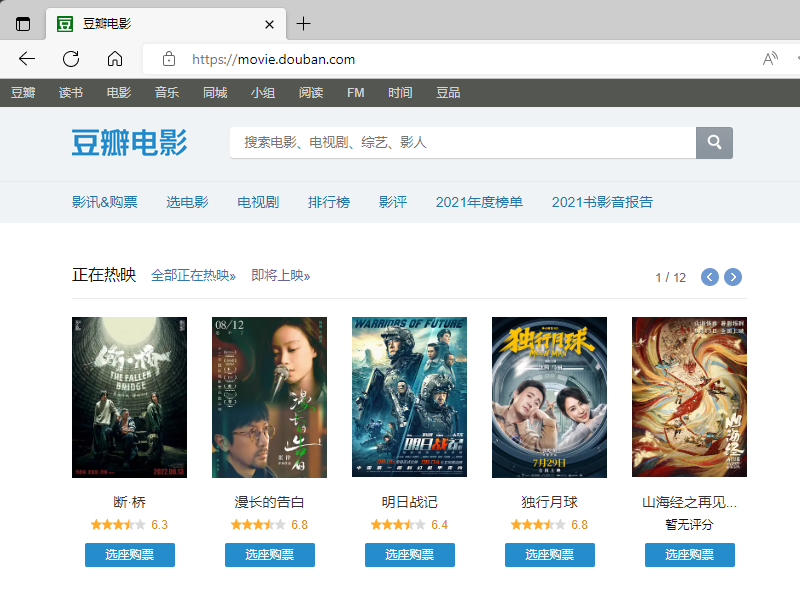 豆瓣电影
https://movie.douban.com
豆瓣 读书 电影 音乐 同城 小组 阅读 FM 时间 豆品
豆瓣电影 搜索电影、电视剧、综艺、影人
影讯&购票 选电影 电视剧 排行榜 影评 2021年度榜单 2021书影音报告
正在热映 全部正在热映» 即将上映» 1 / 12
断·桥
THE FALLEN
BRIDGE
2022.08.13
08/12
漫长的告白
WARRIORS OF FUTURE
明日战记
独行月球
MOON MAN
7月29日
山海经
断·桥 漫长的告白 明日战记 独行月球 山海经之再见...
6.3 6.8 6.4 6.8 暂无评分
选座购票 选座购票 选座购票 选座购票 选座购票